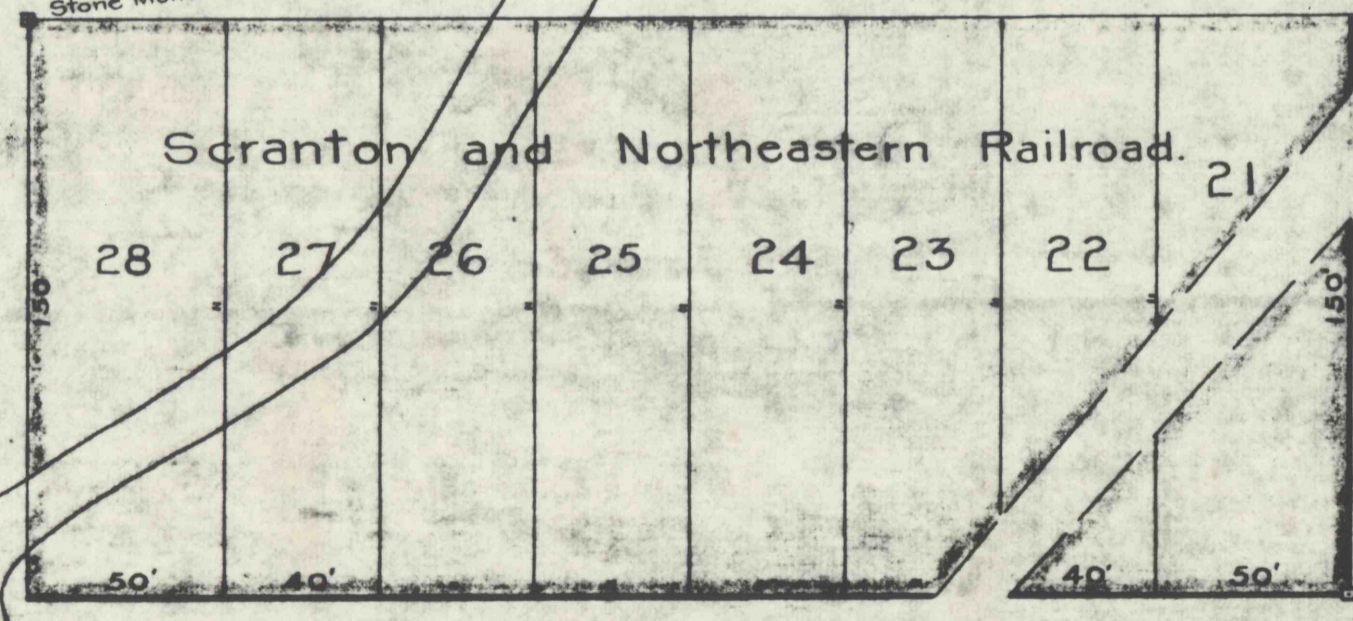 Stone
Scranton and Northeastern Railroad.
21
28 27 26 25 24 23 22
150' " " " " " " " 150'
50' 40' 40' 50'